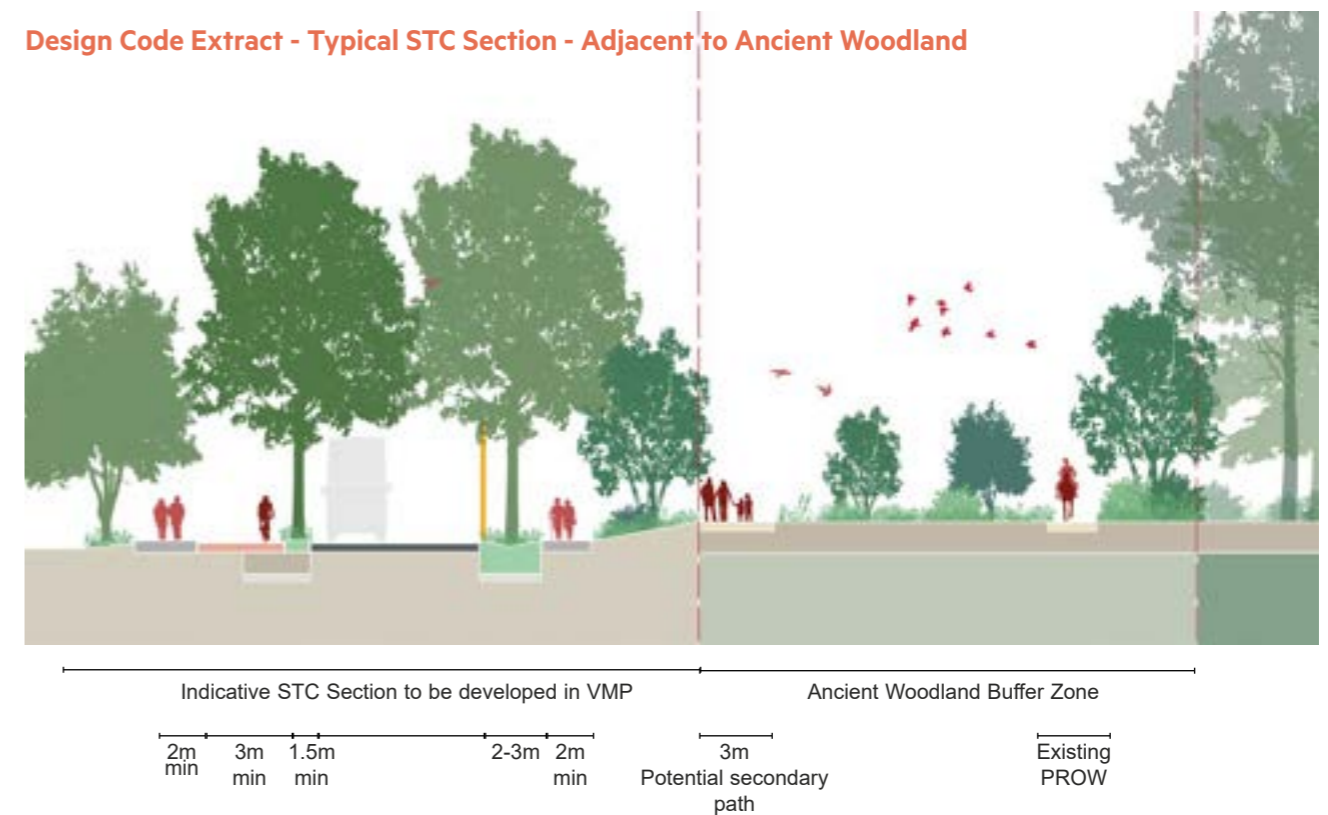 Design Code Extract - Typical STC Section - Adjacent to Ancient Woodland
Indicative STC Section to be developed in VMP
Ancient Woodland Buffer Zone
2m
min
3m
min
1.5m
min
2-3m
2m
min
3m
Potential secondary
path
Existing
PROW